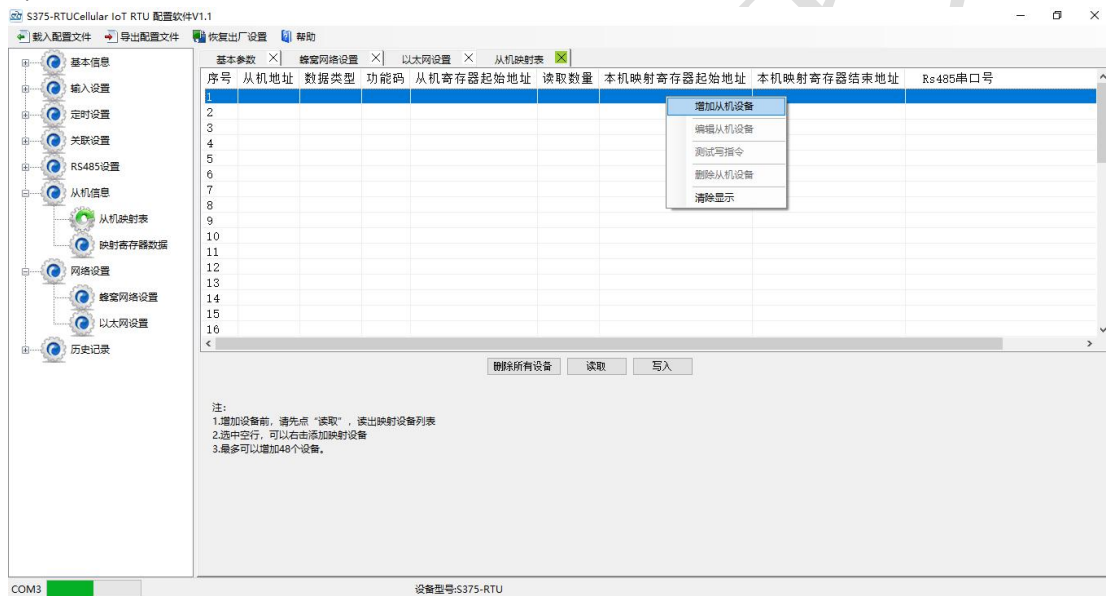 S375-RTUCellular IoT RTU 配置软件V1.1
载入配置文件 导出配置文件 恢复出厂设置 帮助
基本信息
输入设置
定时设置
关联设置
RS485设置
从机信息
从机映射表
映射寄存器数据
网络设置
蜂窝网络设置
以太网设置
历史记录
基本参数 蜂窝网络设置 以太网设置 从机映射表
序号 从机地址 数据类型 功能码 从机寄存器起始地址 读取数量 本机映射寄存器起始地址 本机映射寄存器结束地址 Rs485串口号
1
2
3
4
5
6
7
8
9
10
11
12
13
14
15
16
增加从机设备
编辑从机设备
测试写指令
删除从机设备
清除显示
删除所有设备 读取 写入
注:
1.增加设备前, 请先点“读取”, 读出映射设备列表
2.选中空行, 可以右击添加映射设备
3.最多可以增加48个设备。
COM3 设备型号:S375-RTU